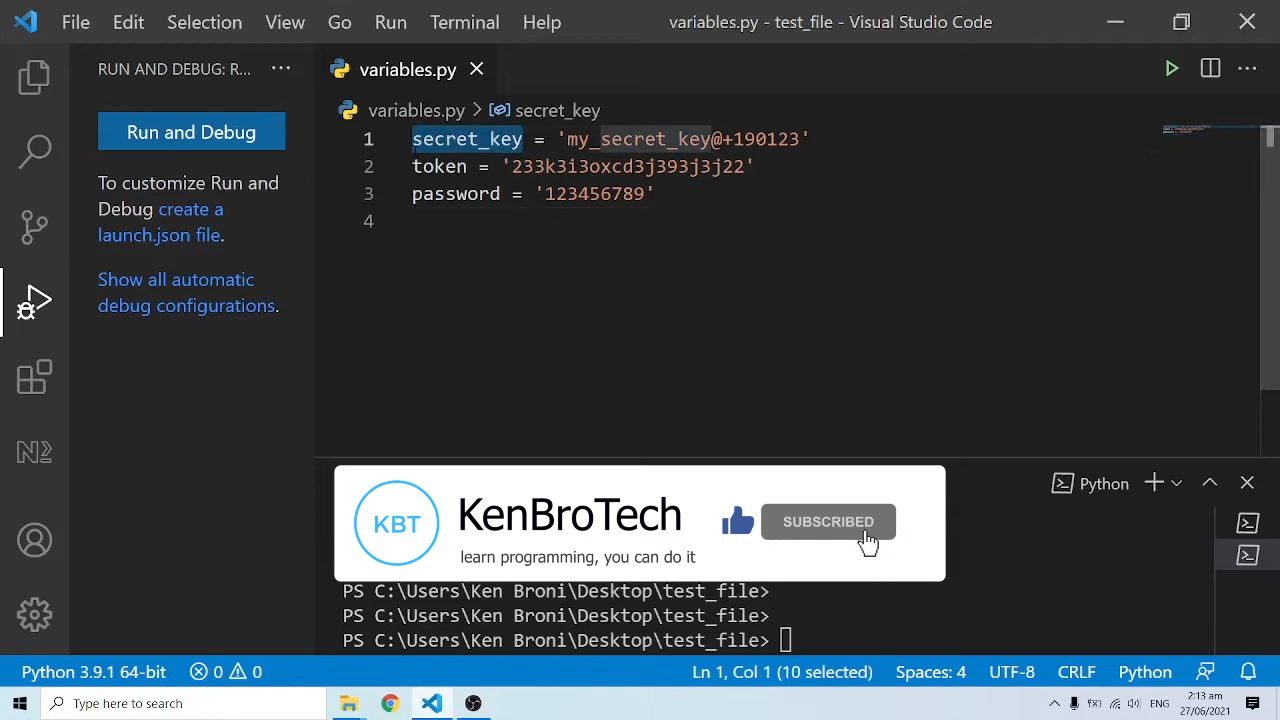 File Edit Selection View Go Run Terminal Help variables.py - test_file - Visual Studio Code
RUN AND DEBUG: R... ···
variables.py
variables.py > secret_key
Run and Debug
To customize Run and
Debug create a
launch.json file.
Show all automatic
debug configurations.
1 secret_key = 'my_secret_key@+190123'
2 token = '233k3i3oxcd3j393j3j22'
3 password = '123456789'
4
Python
KBT
KenBroTech
learn programming, you can do it
SUBSCRIBED
PS C:\Users\Ken Broni\Desktop\test_file>
PS C:\Users\Ken Broni\Desktop\test_file>
PS C:\Users\Ken Broni\Desktop\test_file>
Python 3.9.1 64-bit 0 0 Ln 1, Col 1 (10 selected) Spaces: 4 UTF-8 CRLF Python
Type here to search
ENG
2:13 am
27/06/2021